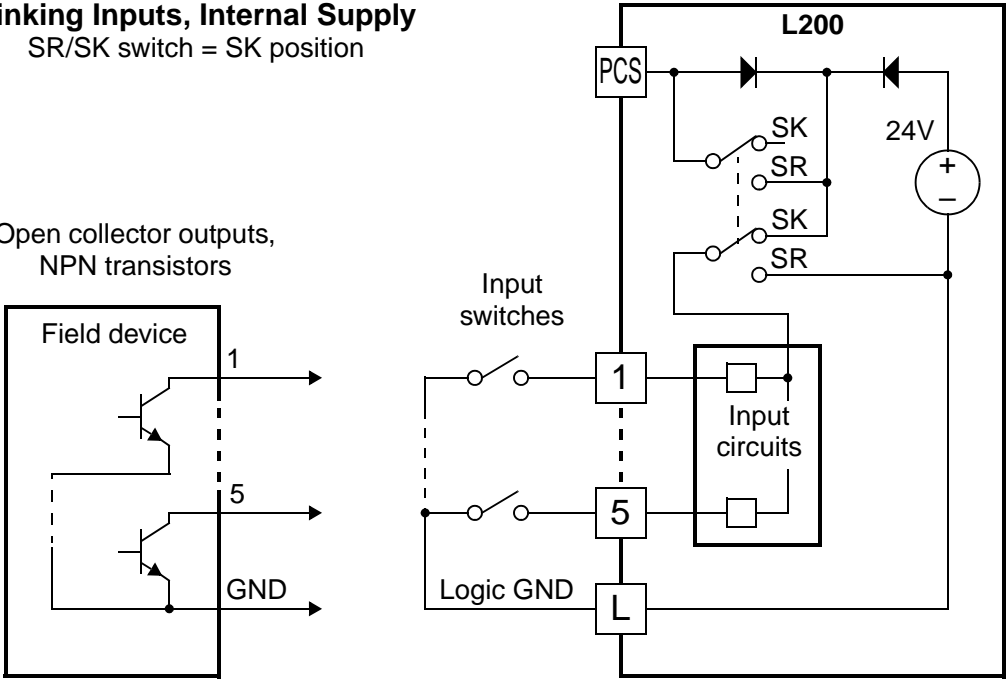 inking Inputs, Internal Supply
SR/SK switch = SK position
L200
PCS
SK
SR
24V
+
–
SK
SR
Open collector outputs,
NPN transistors
Input
switches
Field device
1
1
Input
circuits
5
5
GND
Logic GND
L